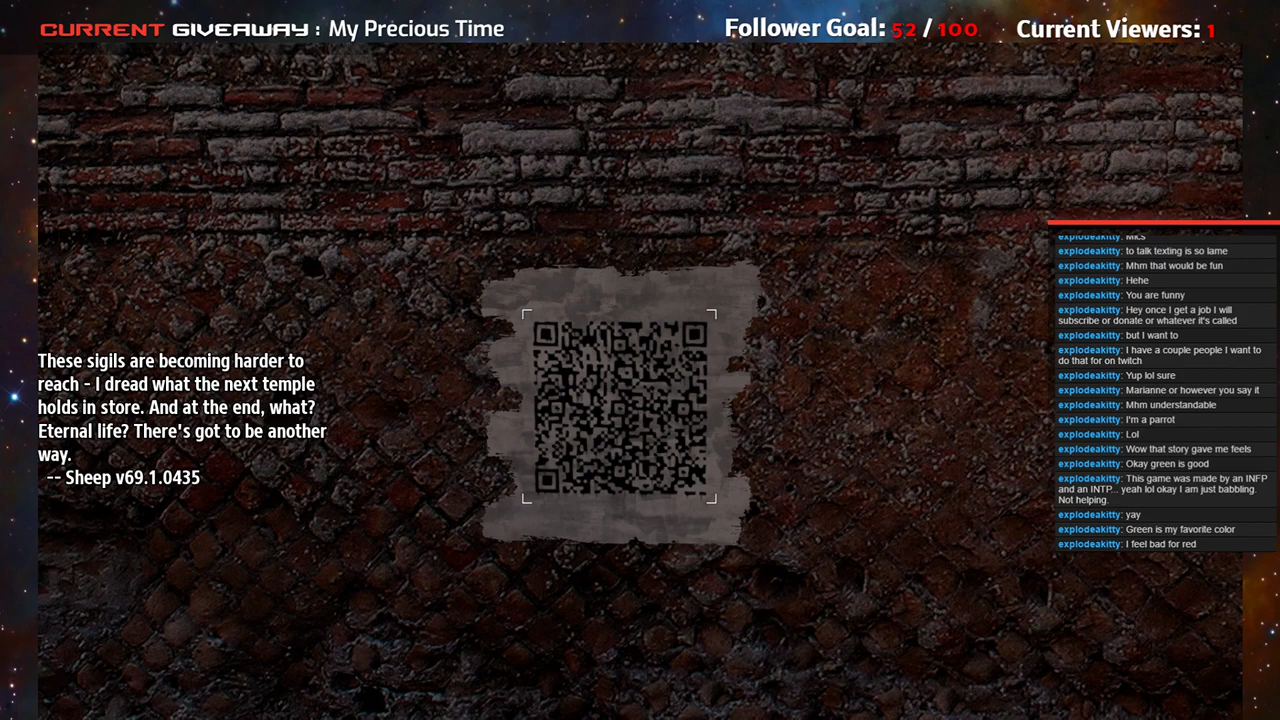 CURRENT GIVEAWAY : My Precious Time
Follower Goal: 52 / 100
Current Viewers: 1
These sigils are becoming harder to
reach - I dread what the next temple
holds in store. And at the end, what?
Eternal life? There's got to be another
way.
-- Sheep v69.1.0435
explodeakitty: Mics
explodeakitty: to talk texting is so lame
explodeakitty: Mhm that would be fun
explodeakitty: Hehe
explodeakitty: You are funny
explodeakitty: Hey once I get a job I will
subscribe or donate or whatever it's called
explodeakitty: but I want to
explodeakitty: I have a couple people I want to
do that for on twitch
explodeakitty: Yup lol sure
explodeakitty: Marianne or however you say it
explodeakitty: Mhm understandable
explodeakitty: I'm a parrot
explodeakitty: Lol
explodeakitty: Wow that story gave me feels
explodeakitty: Okay green is good
explodeakitty: This game was made by an INFP
and an INTP... yeah lol okay I am just babbling.
Not helping.
explodeakitty: yay
explodeakitty: Green is my favorite color
explodeakitty: I feel bad for red